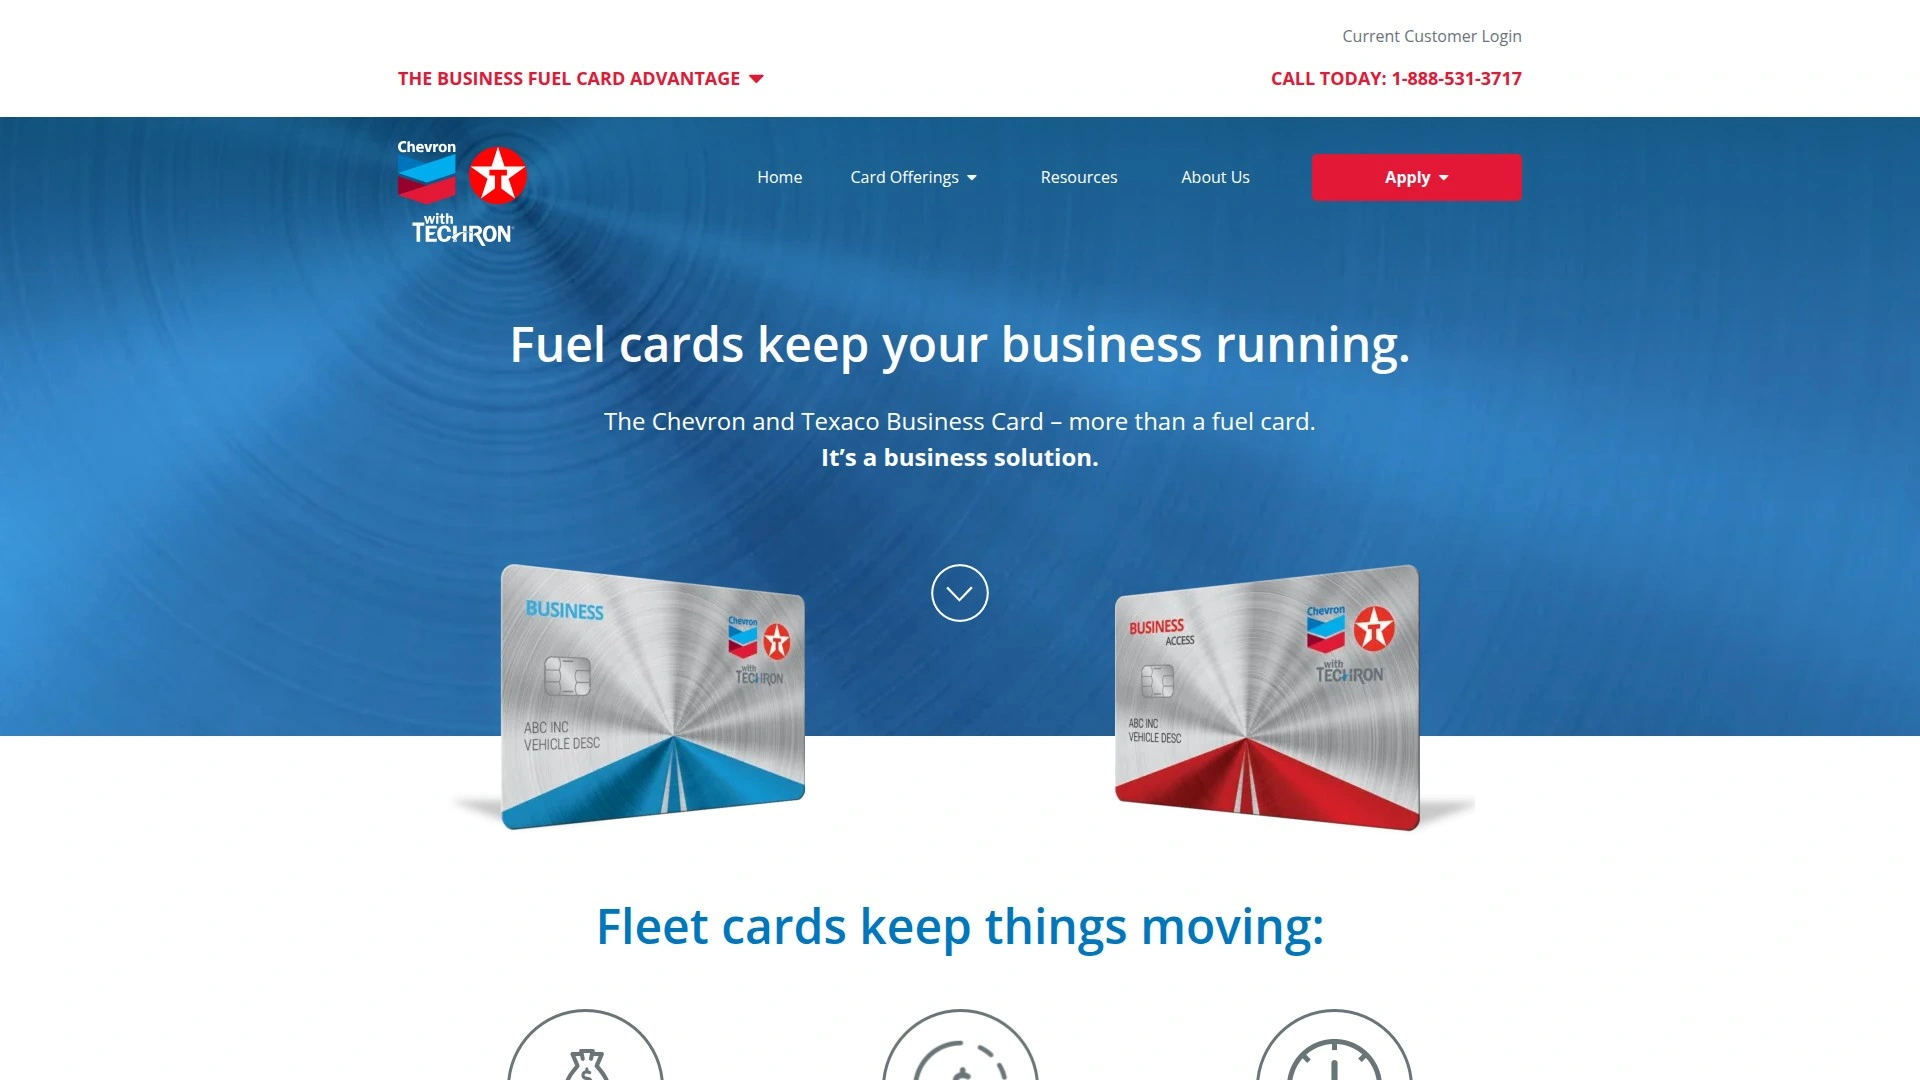 Current Customer Login
THE BUSINESS FUEL CARD ADVANTAGE
CALL TODAY: 1-888-531-3717
Chevron
with
TECHRON
Home
Card Offerings
Resources
About Us
Apply
Fuel cards keep your business running.
The Chevron and Texaco Business Card – more than a fuel card.
It’s a business solution.
BUSINESS
Chevron
with
TECHRON
ABC INC
VEHICLE DESC
BUSINESS
ACCESS
Chevron
with
TECHRON
ABC INC
VEHICLE DESC
Fleet cards keep things moving: